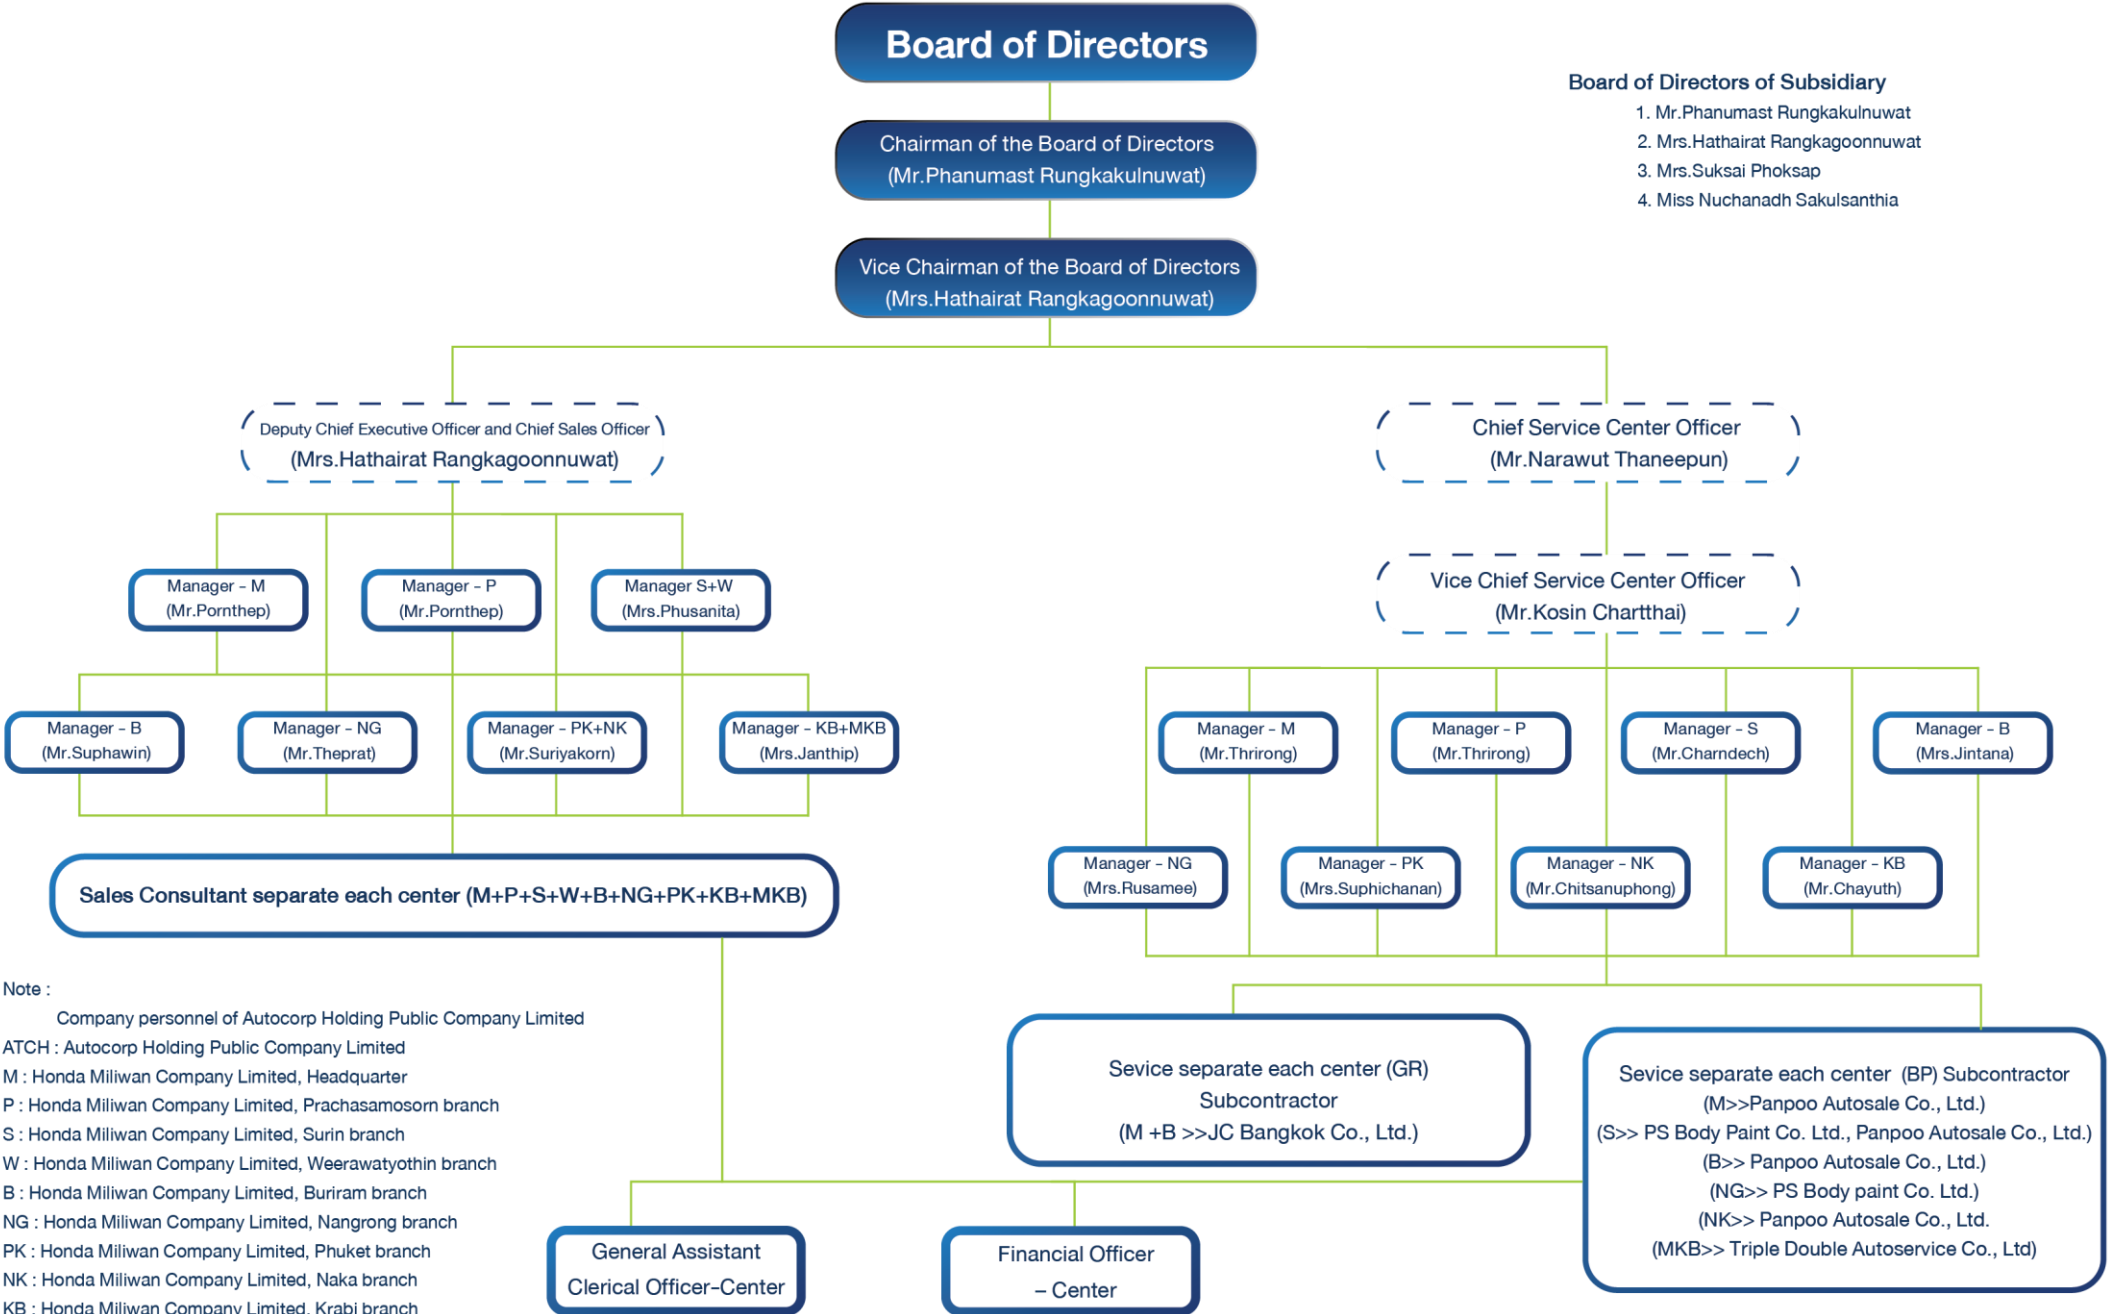 Board of Directors
Board of Directors of Subsidiary
1. Mr.Phanumast Rungkakulnuwat
2. Mrs.Hathairat Rangkagoonnuwat
3. Mrs.Suksai Phoksap
4. Miss Nuchanadh Sakulsanthia
Chairman of the Board of Directors
(Mr.Phanumast Rungkakulnuwat)
Vice Chairman of the Board of Directors
(Mrs.Hathairat Rangkagoonnuwat)
Deputy Chief Executive Officer and Chief Sales Officer
(Mrs.Hathairat Rangkagoonnuwat)
Chief Service Center Officer
(Mr.Narawut Thaneepun)
Vice Chief Service Center Officer
(Mr.Kosin Chartthai)
Manager - M
(Mr.Pornthep)
Manager - P
(Mr.Pornthep)
Manager S+W
(Mrs.Phusanita)
Manager - B
(Mr.Suphawin)
Manager - NG
(Mr.Theprat)
Manager - PK+NK
(Mr.Suriyakorn)
Manager - KB+MKB
(Mrs.Janthip)
Manager - M
(Mr.Thrirong)
Manager - P
(Mr.Thrirong)
Manager - S
(Mr.Charndech)
Manager - B
(Mrs.Jintana)
Manager - NG
(Mrs.Rusamee)
Manager - PK
(Mrs.Suphichanan)
Manager - NK
(Mr.Chitsanuphong)
Manager - KB
(Mr.Chayuth)
Sales Consultant separate each center (M+P+S+W+B+NG+PK+KB+MKB)
Sevice separate each center (GR)
Subcontractor
(M +B >>JC Bangkok Co., Ltd.)
Sevice separate each center (BP) Subcontractor
(M>>Panpoo Autosale Co., Ltd.)
(S>> PS Body Paint Co. Ltd., Panpoo Autosale Co., Ltd.)
(B>> Panpoo Autosale Co., Ltd.)
(NG>> PS Body paint Co. Ltd.)
(NK>> Panpoo Autosale Co., Ltd.
(MKB>> Triple Double Autoservice Co., Ltd)
General Assistant
Clerical Officer-Center
Financial Officer
– Center
Note :
Company personnel of Autocorp Holding Public Company Limited
ATCH : Autocorp Holding Public Company Limited
M : Honda Miliwan Company Limited, Headquarter
P : Honda Miliwan Company Limited, Prachasamosorn branch
S : Honda Miliwan Company Limited, Surin branch
W : Honda Miliwan Company Limited, Weerawatyothin branch
B : Honda Miliwan Company Limited, Buriram branch
NG : Honda Miliwan Company Limited, Nangrong branch
PK : Honda Miliwan Company Limited, Phuket branch
NK : Honda Miliwan Company Limited, Naka branch
KB : Honda Miliwan Company Limited, Krabi branch